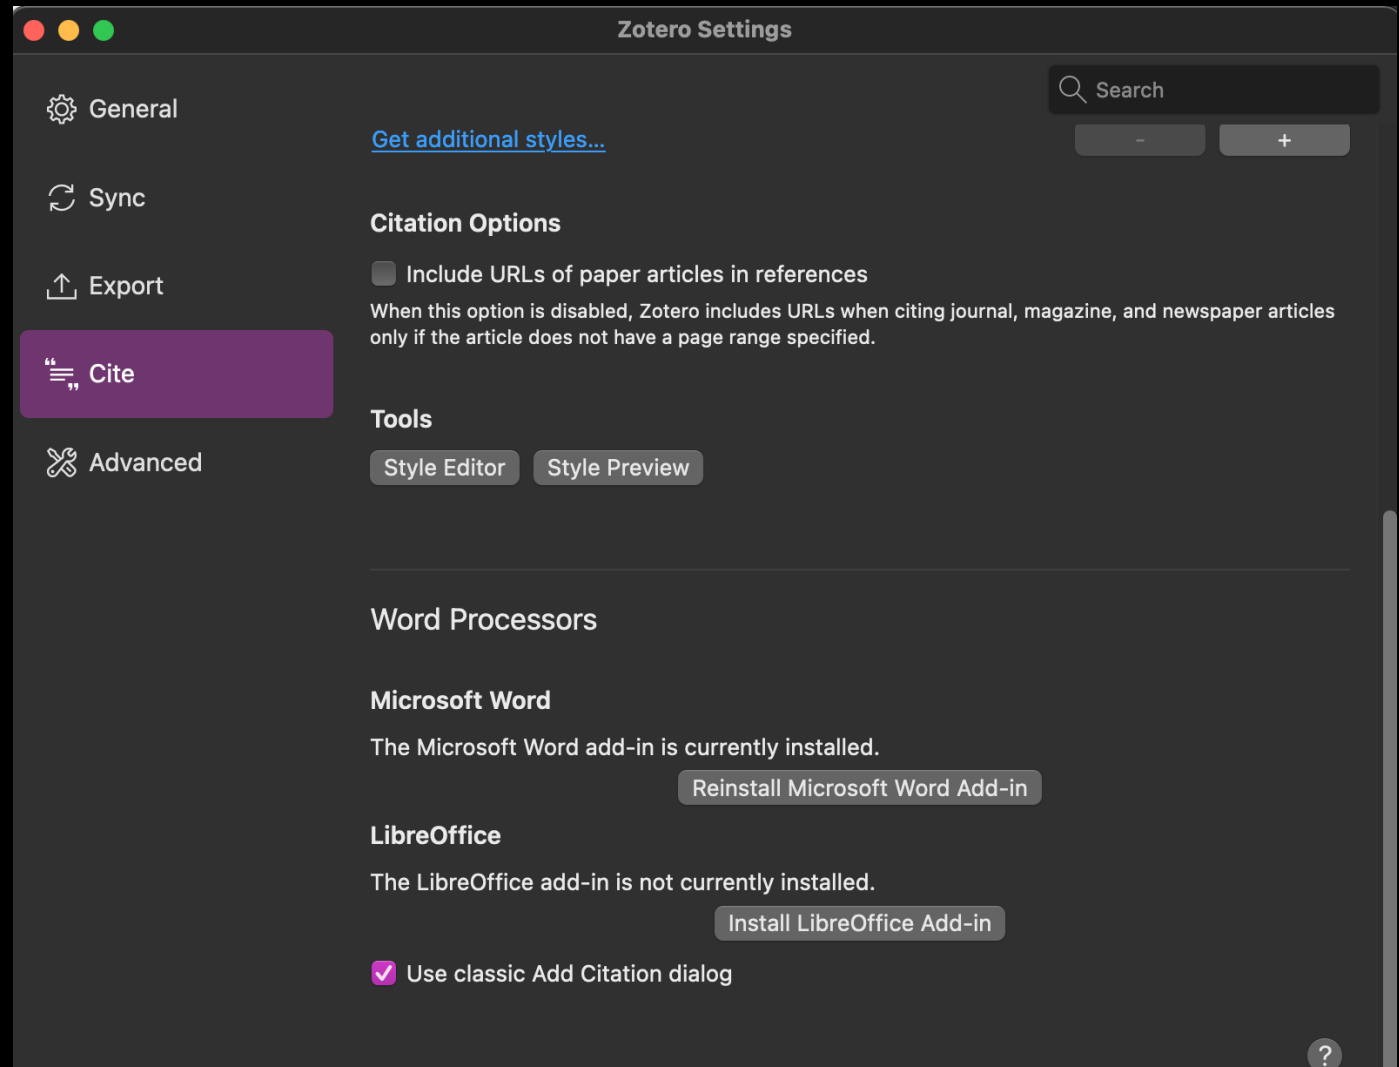 Zotero Settings
Search
General
Sync
Export
Cite
Advanced
Get additional styles...
-
+
Citation Options
Include URLs of paper articles in references
When this option is disabled, Zotero includes URLs when citing journal, magazine, and newspaper articles
only if the article does not have a page range specified.
Tools
Style Editor
Style Preview
Word Processors
Microsoft Word
The Microsoft Word add-in is currently installed.
Reinstall Microsoft Word Add-in
LibreOffice
The LibreOffice add-in is not currently installed.
Install LibreOffice Add-in
Use classic Add Citation dialog
?